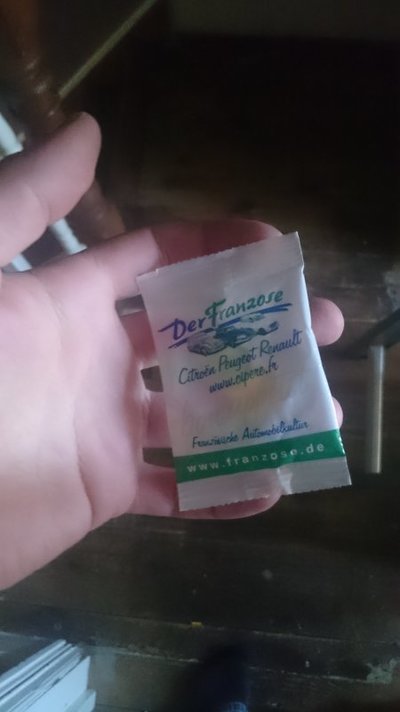 Der Franzose
Citroën Peugeot Renault
www.cipere.fr
Französische Automobilkultur
www.franzose.de